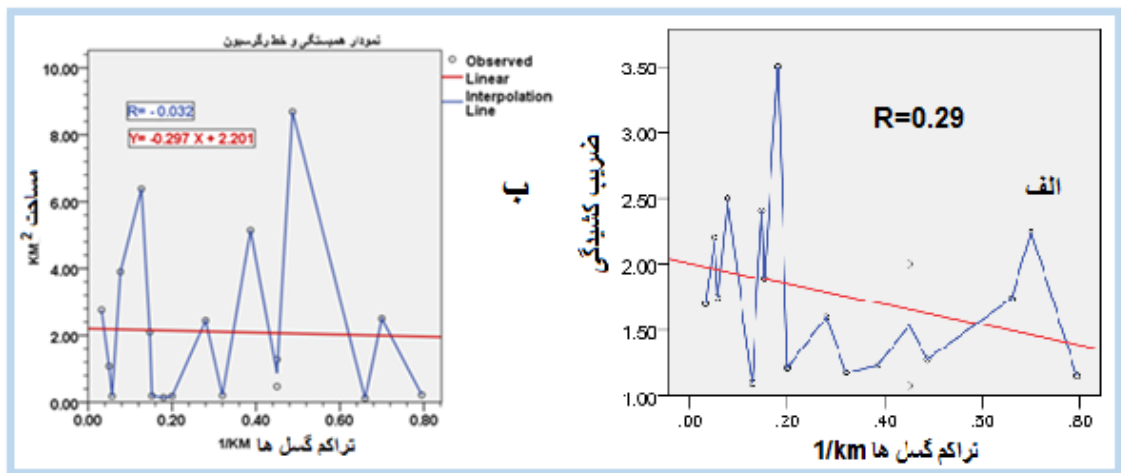 نمودار همبستگی و خط رگرسیون
Observed
Linear
Interpolation
Line
R= - 0.032
Y= -0.297 X + 2.201
10.00
8.00
6.00
4.00
2.00
0.00
0.00 0.20 0.40 0.60 0.80
مساحت KM²
تراکم گسل ها 1/KM
ب
3.50
3.00
2.50
2.00
1.50
1.00
.00 .20 .40 .60 .80
R=0.29
الف
ضریب کشیدگی
تراکم گسل ها 1/km